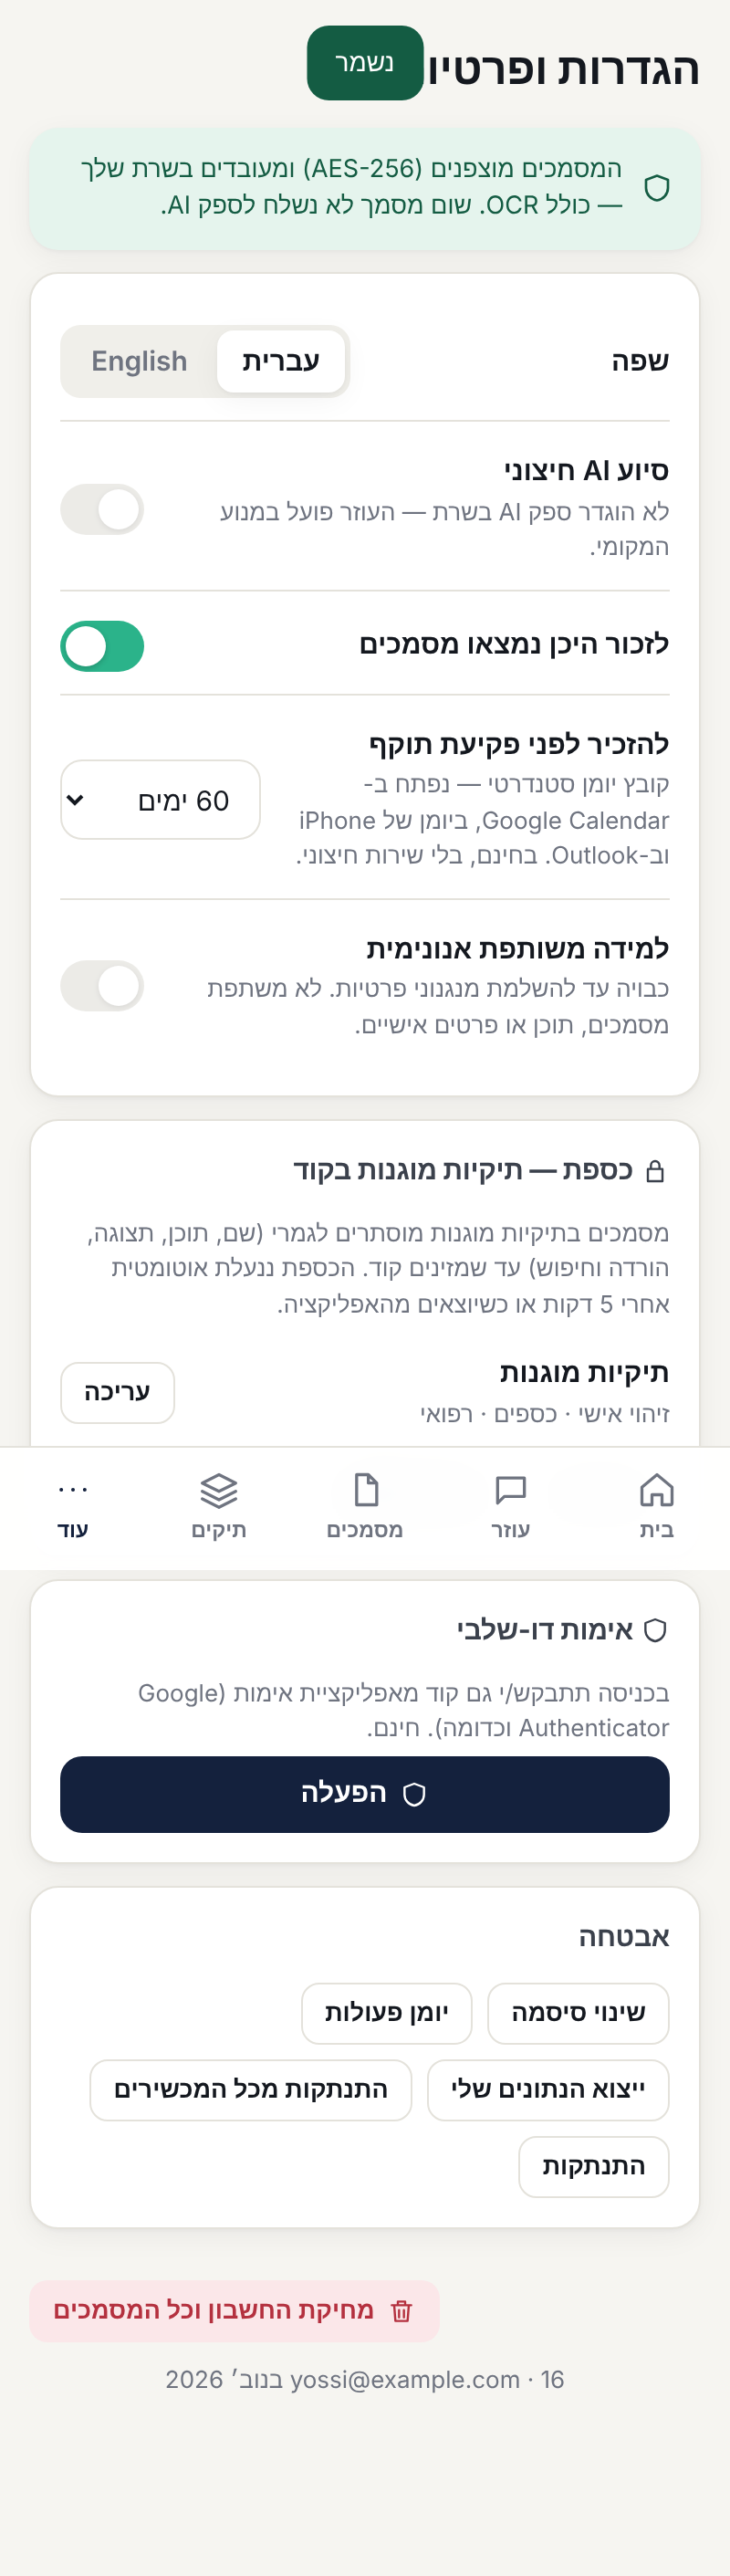 הגדרות ופרטיו
נשמר
המסמכים מוצפנים (AES-256) ומעובדים בשרת שלך
— כולל OCR. שום מסמך לא נשלח לספק AI.
שפה
עברית
English
סיוע AI חיצוני
לא הוגדר ספק AI בשרת — העוזר פועל במנוע
המקומי.
לזכור היכן נמצאו מסמכים
להזכיר לפני פקיעת תוקף
קובץ יומן סטנדרטי — נפתח ב-
Google Calendar, ביומן של iPhone
וב-Outlook. בחינם, בלי שירות חיצוני.
60 ימים
למידה משותפת אנונימית
כבויה עד להשלמת מנגנוני פרטיות. לא משתפת
מסמכים, תוכן או פרטים אישיים.
כספת — תיקיות מוגנות בקוד
מסמכים בתיקיות מוגנות מוסתרים לגמרי (שם, תוכן, תצוגה,
הורדה וחיפוש) עד שמזינים קוד. הכספת ננעלת אוטומטית
אחרי 5 דקות או כשיוצאים מהאפליקציה.
תיקיות מוגנות
זיהוי אישי · כספים · רפואי
עריכה
בית
עוזר
מסמכים
תיקים
עוד
אימות דו-שלבי
בכניסה תתבקש/י גם קוד מאפליקציית אימות (Google
Authenticator וכדומה). חינם.
הפעלה
אבטחה
שינוי סיסמה
יומן פעולות
ייצוא הנתונים שלי
התנתקות מכל המכשירים
התנתקות
מחיקת החשבון וכל המסמכים
yossi@example.com · 16 בנוב׳ 2026